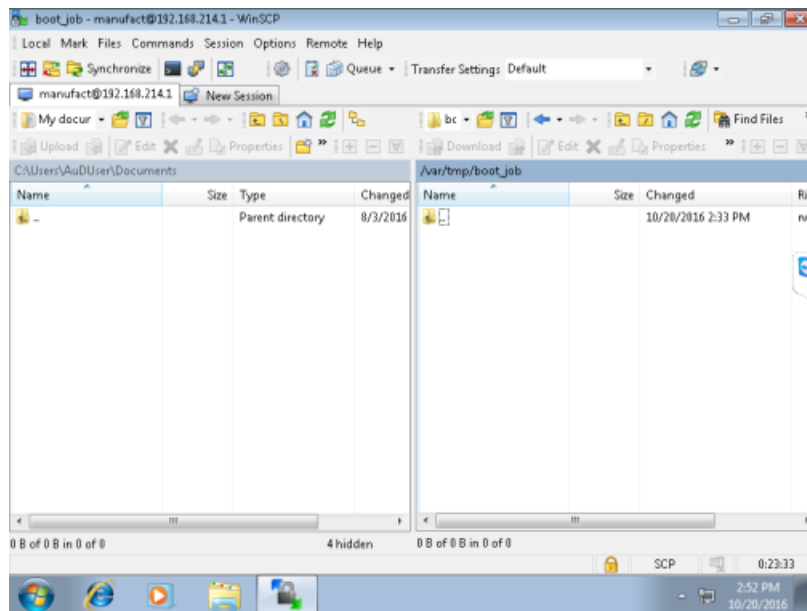 boot_job - manufact@192.168.214.1 - WinSCP
Local Mark Files Commands Session Options Remote Help
Synchronize Queue Transfer Settings Default
manufact@192.168.214.1 New Session
My docur bc Find Files
Upload Edit Properties Download Edit Properties
C:\Users\AuDUser\Documents /var/tmp/boot_job
Name Size Type Changed Name Size Changed
.. Parent directory 8/3/2016 .. 10/20/2016 2:33 PM
0 B of 0 B in 0 of 0 4 hidden 0 B of 0 B in 0 of 0
SCP 0:23:33
2:52 PM
10/20/2016